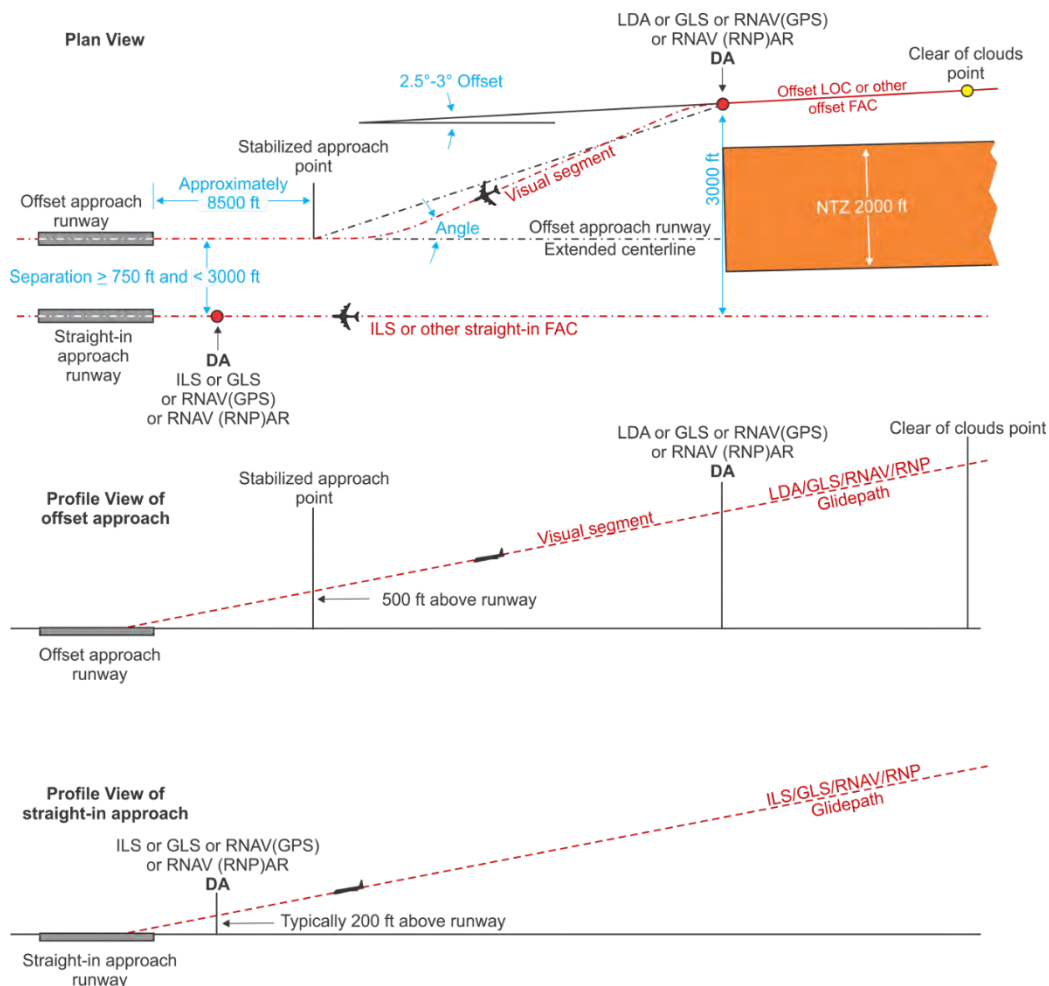 Plan View
LDA or GLS or RNAV(GPS)
or RNAV (RNP)AR
DA
Clear of clouds
point
2.5°-3° Offset
Offset LOC or other
offset FAC
Stabilized approach
point
Approximately
8500 ft
Offset approach
runway
Visual segment
3000 ft
NTZ 2000 ft
Angle
Offset approach runway
Extended centerline
Separation ≥ 750 ft and < 3000 ft
ILS or other straight-in FAC
Straight-in
approach
runway
DA
ILS or GLS
or RNAV(GPS)
or RNAV (RNP)AR
LDA or GLS or RNAV(GPS)
or RNAV (RNP)AR
DA
Clear of clouds point
Stabilized approach
point
Profile View of
offset approach
LDA/GLS/RNAV/RNP
Glidepath
Visual segment
500 ft above runway
Offset approach
runway
Profile View of
straight-in approach
ILS/GLS/RNAV/RNP
Glidepath
ILS or GLS or RNAV(GPS)
or RNAV (RNP)AR
DA
Typically 200 ft above runway
Straight-in approach
runway